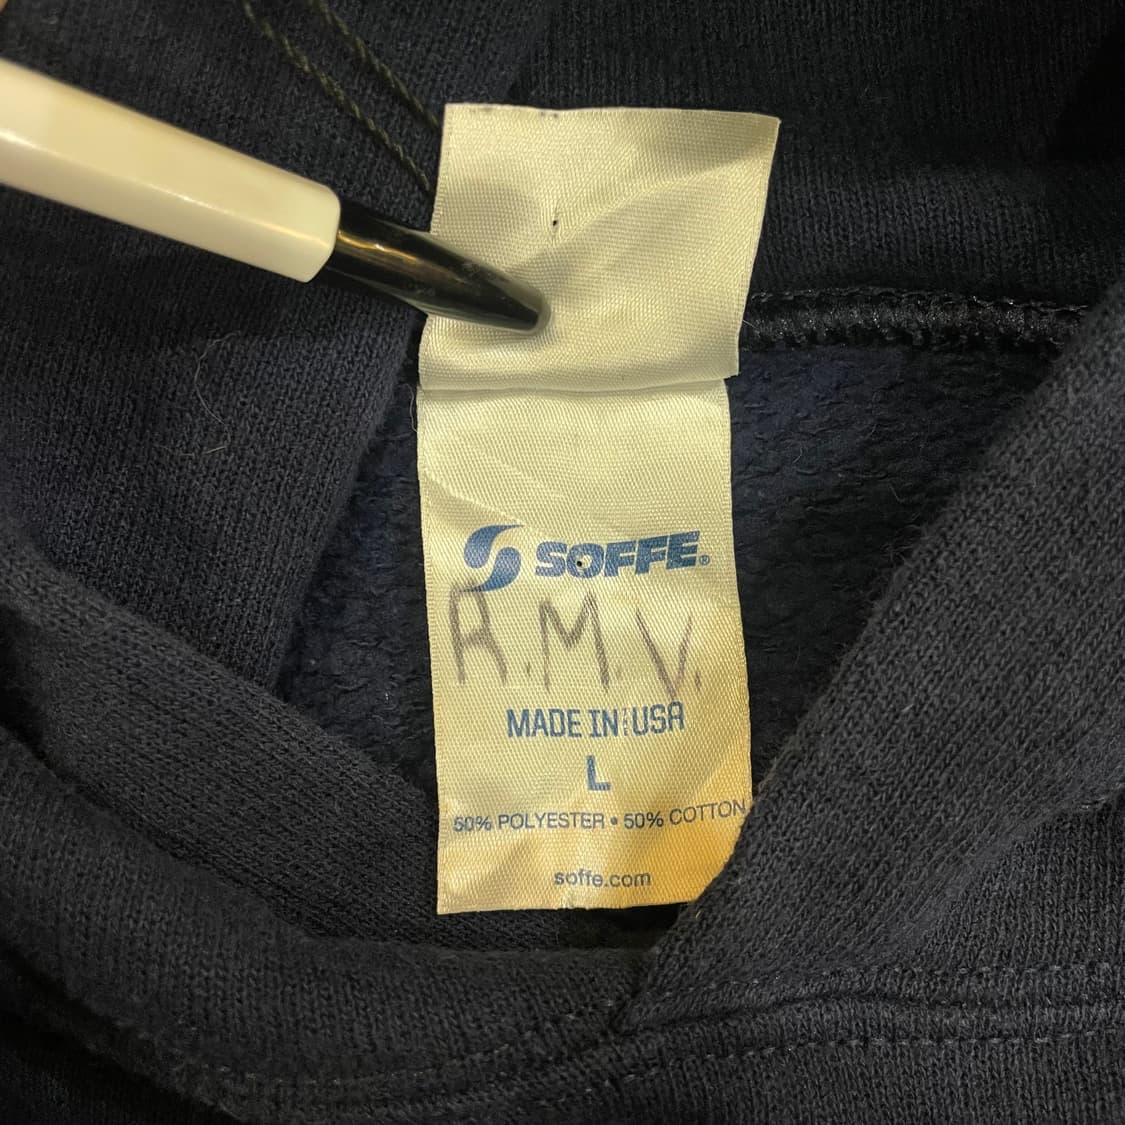 SOFFE®
R.M.V.
MADE IN USA
L
50% POLYESTER • 50% COTTON
soffe.com